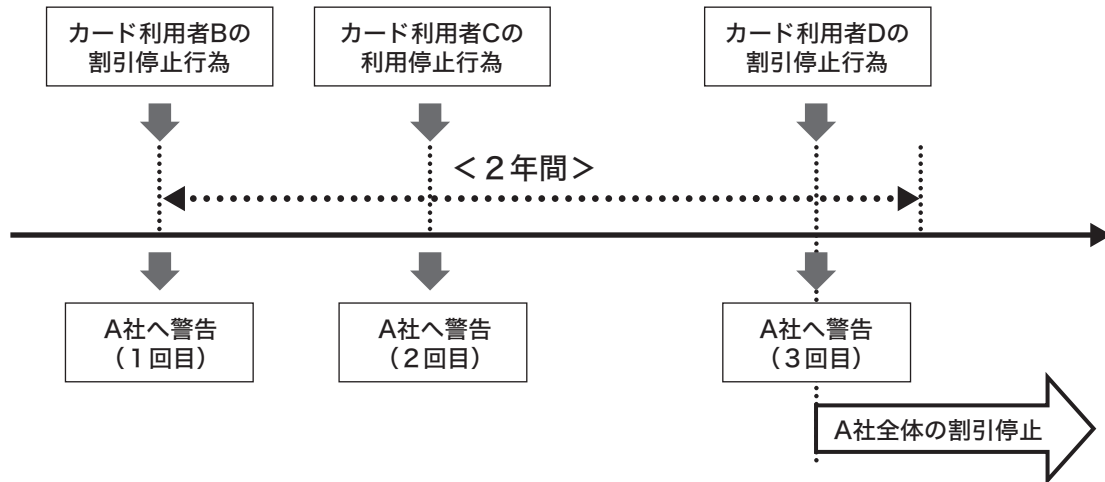 カード利用者Bの
割引停止行為
カード利用者Cの
利用停止行為
カード利用者Dの
割引停止行為
＜２年間＞
A社へ警告
（１回目）
A社へ警告
（２回目）
A社へ警告
（３回目）
A社全体の割引停止